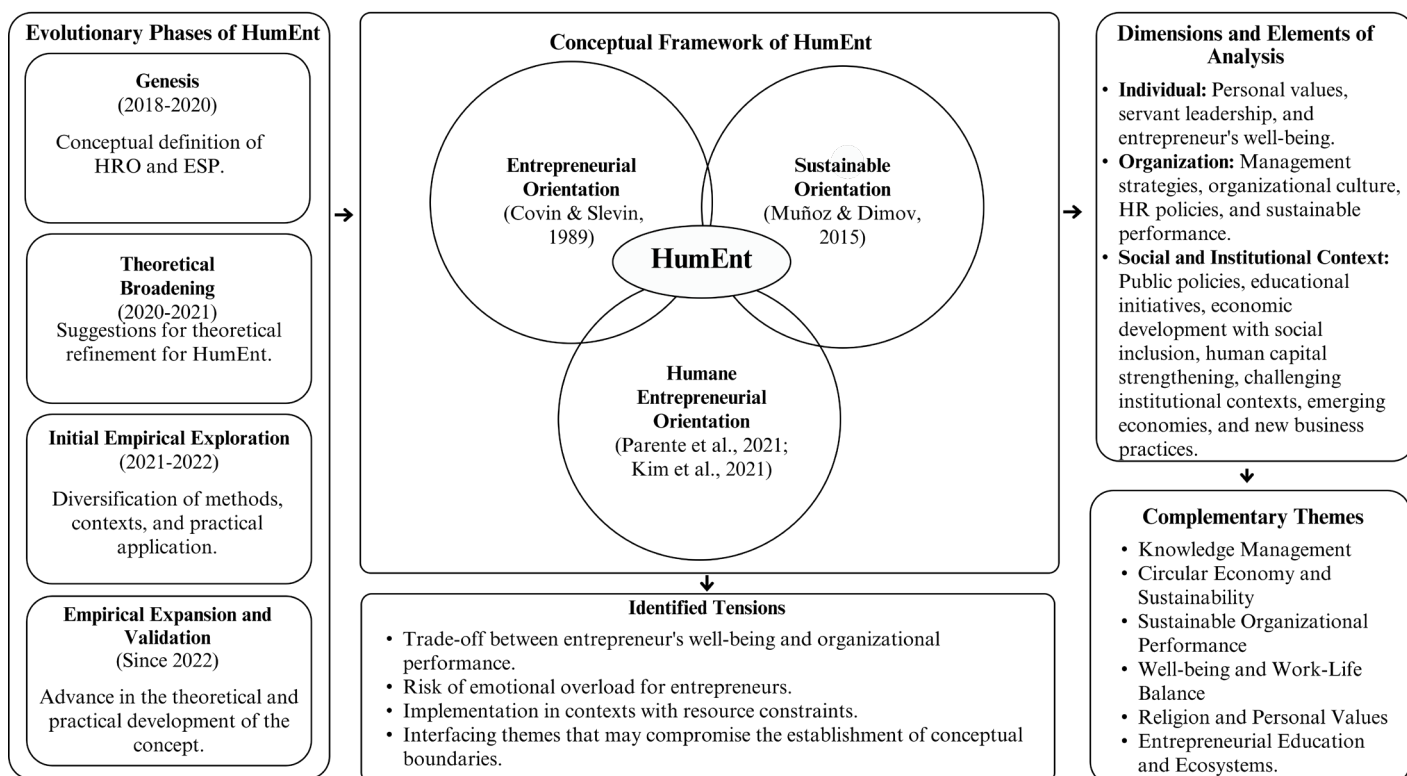 Evolutionary Phases of HumEnt
Genesis
(2018-2020)
Conceptual definition of
HRO and ESP.
Theoretical
Broadening
(2020-2021)
Suggestions for theoretical
refinement for HumEnt.
Initial Empirical Exploration
(2021-2022)
Diversification of methods,
contexts, and practical
application.
Empirical Expansion and
Validation
(Since 2022)
Advance in the theoretical and
practical development of the
concept.
Conceptual Framework of HumEnt
Entrepreneurial
Orientation
(Covin & Slevin,
1989)
Sustainable
Orientation
(Muñoz & Dimov,
2015)
HumEnt
Humane
Entrepreneurial
Orientation
(Parente et al., 2021;
Kim et al., 2021)
Identified Tensions
• Trade-off between entrepreneur's well-being and organizational
performance.
• Risk of emotional overload for entrepreneurs.
• Implementation in contexts with resource constraints.
• Interfacing themes that may compromise the establishment of conceptual
boundaries.
Dimensions and Elements of
Analysis
• Individual: Personal values,
servant leadership, and
entrepreneur's well-being.
• Organization: Management
strategies, organizational culture,
HR policies, and sustainable
performance.
• Social and Institutional Context:
Public policies, educational
initiatives, economic
development with social
inclusion, human capital
strengthening, challenging
institutional contexts, emerging
economies, and new business
practices.
Complementary Themes
• Knowledge Management
• Circular Economy and
Sustainability
• Sustainable Organizational
Performance
• Well-being and Work-Life
Balance
• Religion and Personal Values
• Entrepreneurial Education
and Ecosystems.